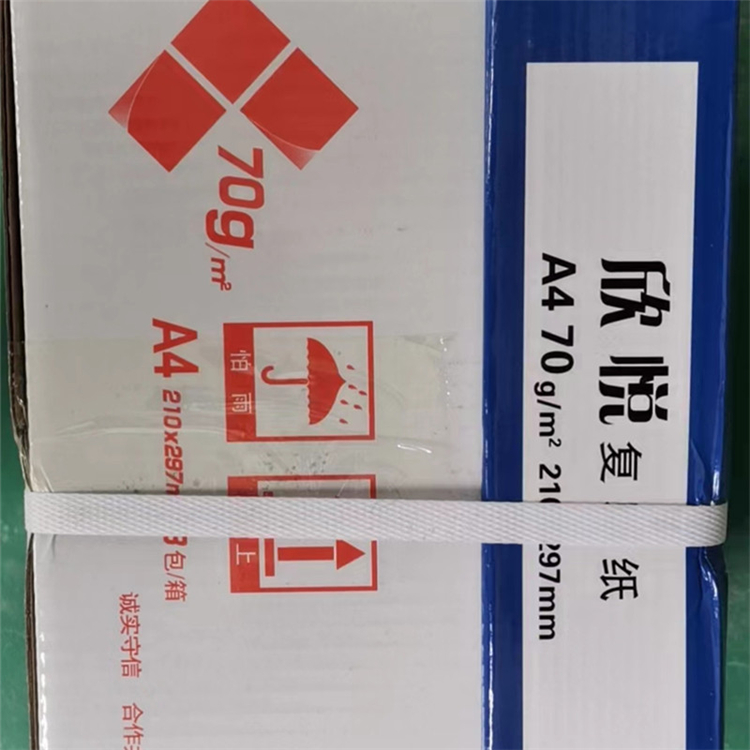 欣悦复 纸
A4 70g/m² 21 297mm
怕雨
上
70g/m²
A4 210x297m 包/箱
诚实守信 合作